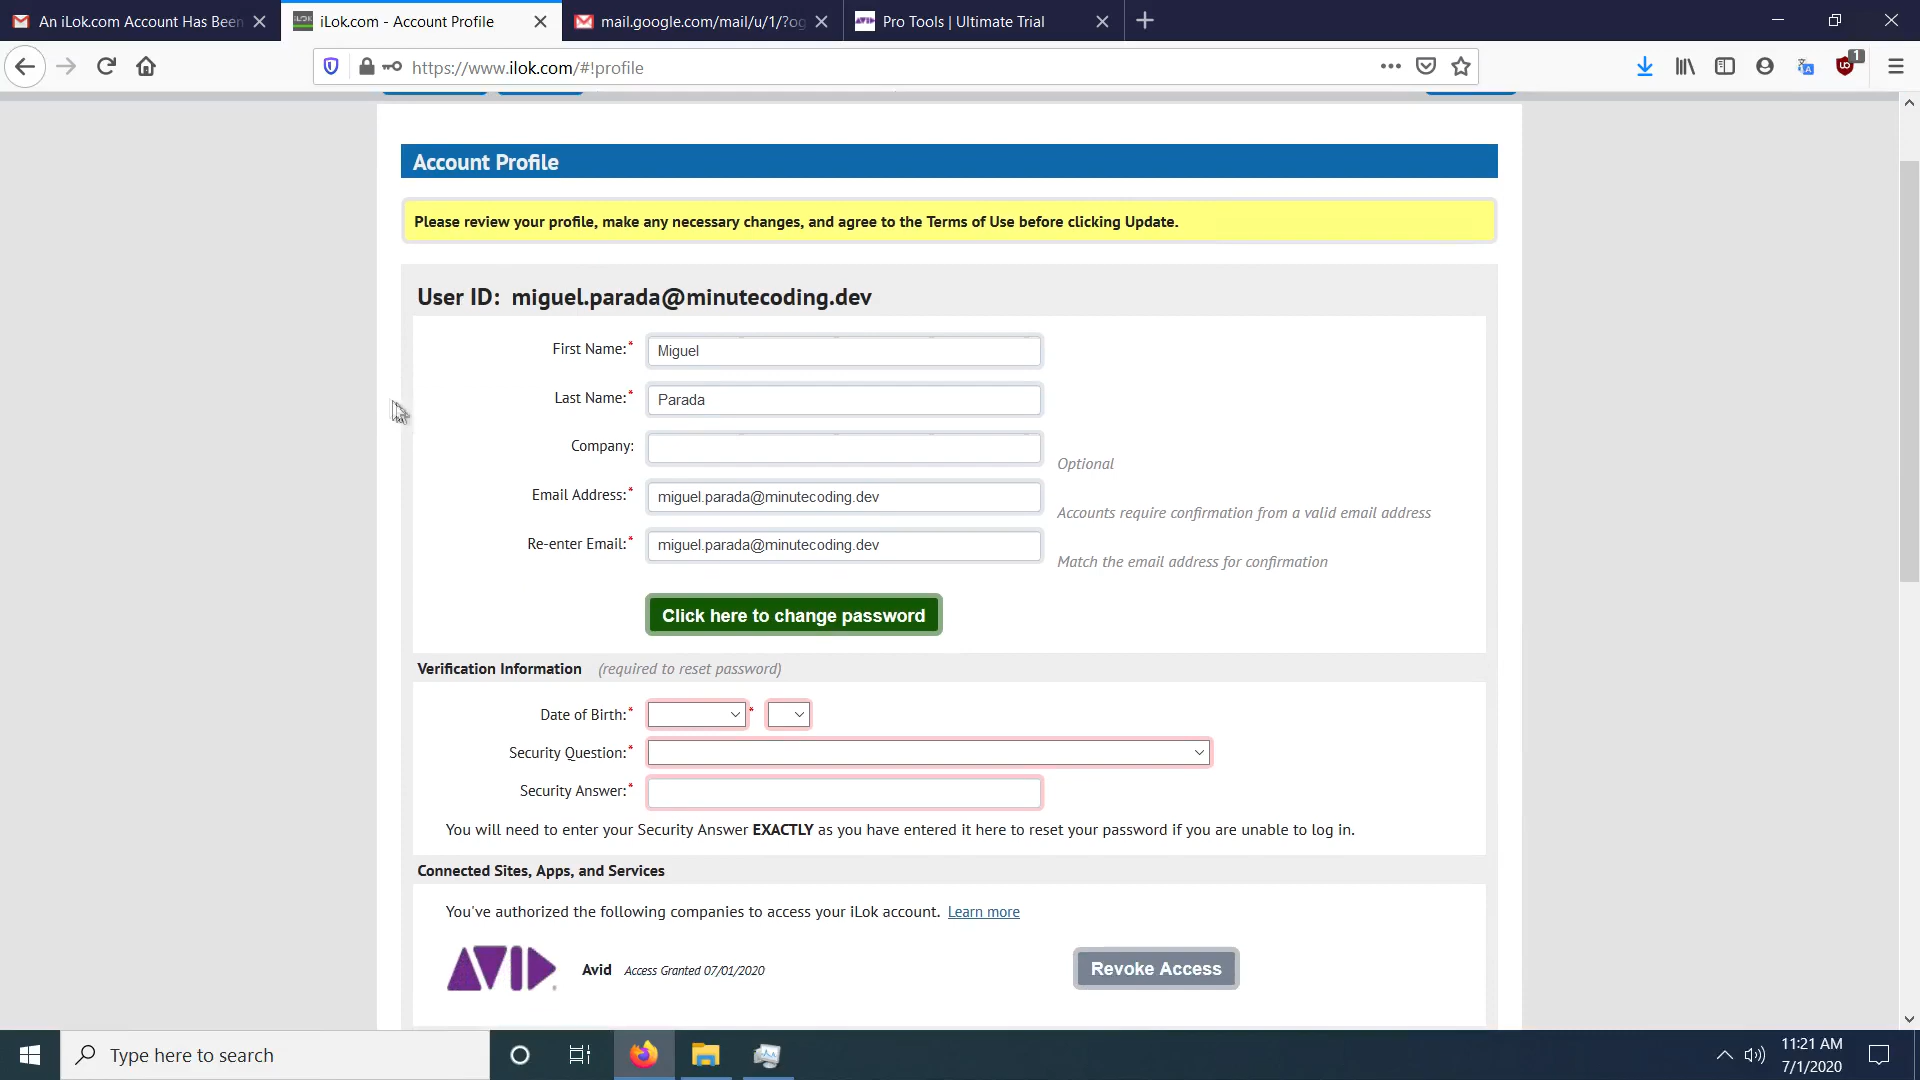 An iLok.com Account Has Been
iLok.com - Account Profile
mail.google.com/mail/u/1/?og
Pro Tools | Ultimate Trial
https://www.ilok.com/#!profile
1
Account Profile
Please review your profile, make any necessary changes, and agree to the Terms of Use before clicking Update.
User ID: miguel.parada@minutecoding.dev
First Name:* Miguel
Last Name:* Parada
Company:
Optional
Email Address:* miguel.parada@minutecoding.dev
Accounts require confirmation from a valid email address
Re-enter Email:* miguel.parada@minutecoding.dev
Match the email address for confirmation
Click here to change password
Verification Information (required to reset password)
Date of Birth:* *
Security Question:*
Security Answer:*
You will need to enter your Security Answer EXACTLY as you have entered it here to reset your password if you are unable to log in.
Connected Sites, Apps, and Services
You've authorized the following companies to access your iLok account. Learn more
AVID Avid Access Granted 07/01/2020 Revoke Access
Type here to search
11:21 AM
7/1/2020